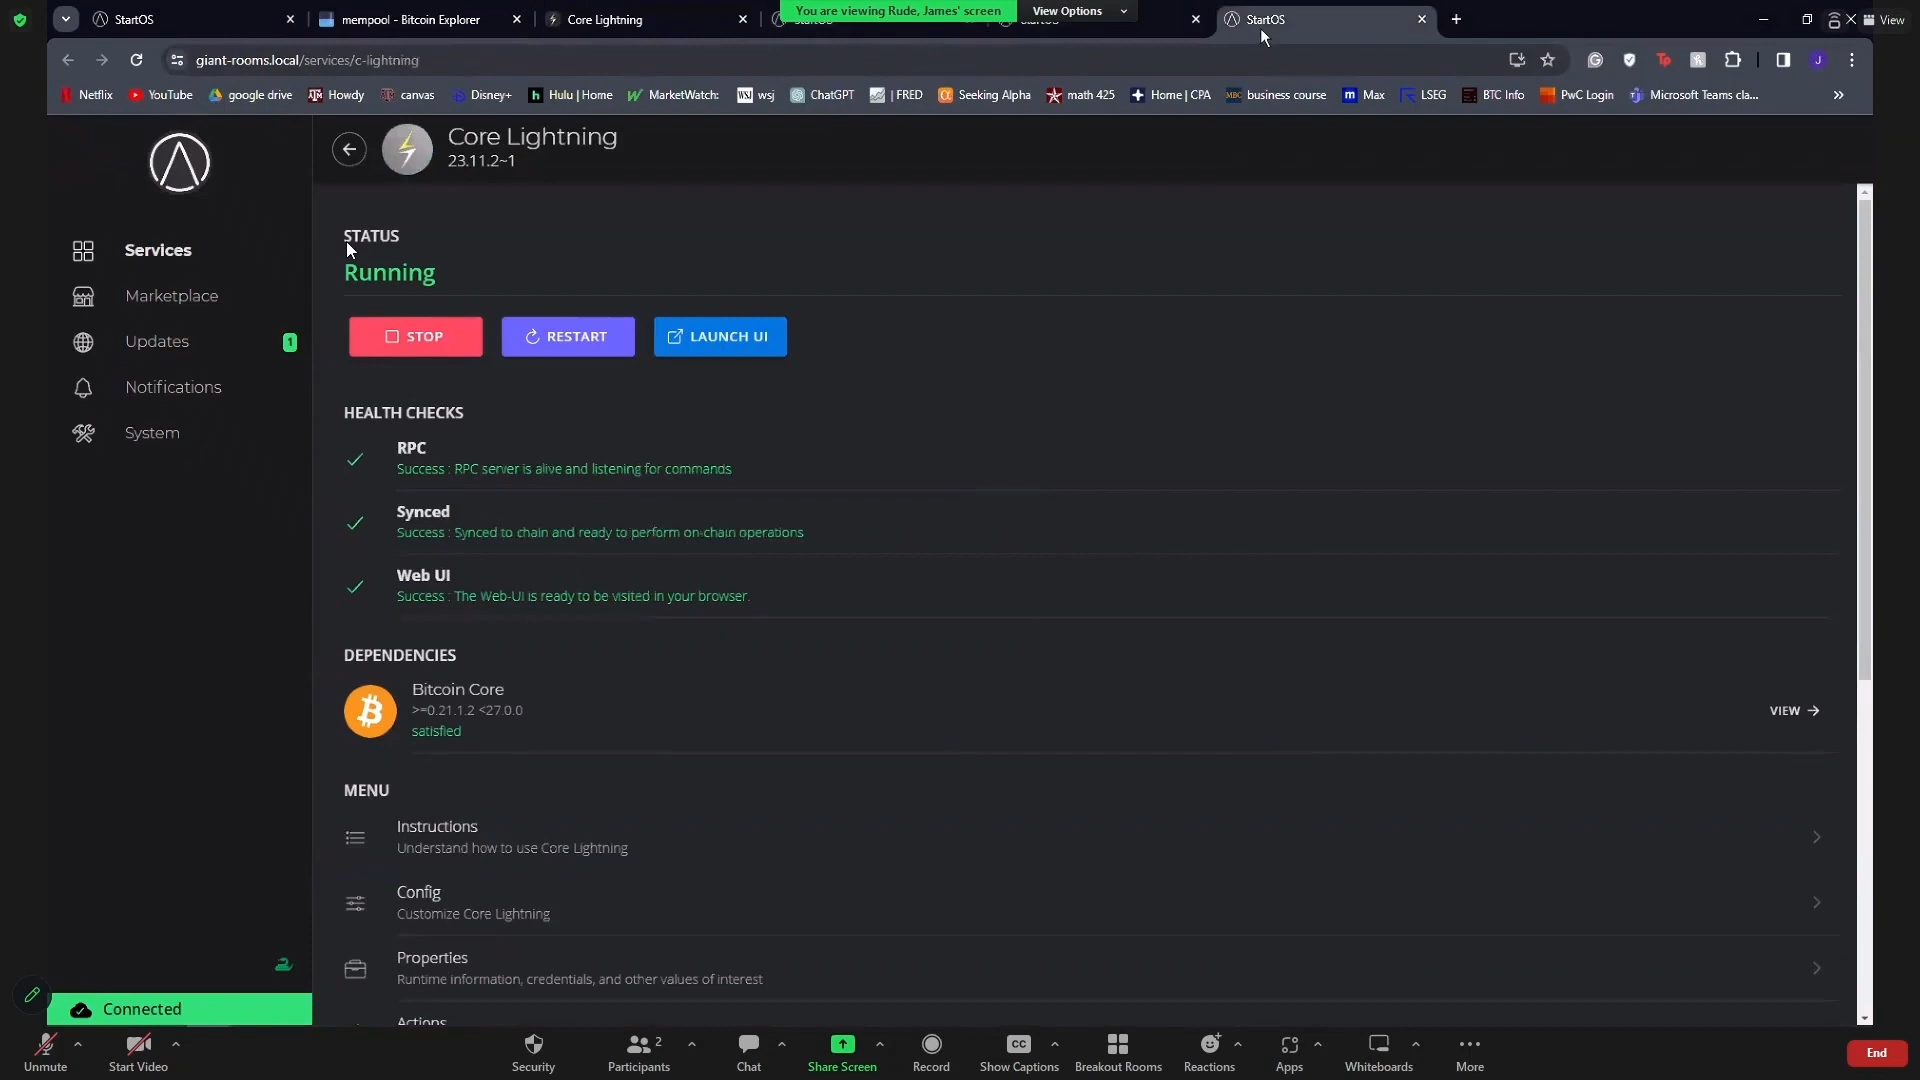 StartOS
mempool - Bitcoin Explorer
Core Lightning
You are viewing Rude, James' screen
View Options
StartOS
View
giant-rooms.local/services/c-lightning
Netflix
YouTube
google drive
Howdy
canvas
Disney+
Hulu | Home
MarketWatch:
wsj
ChatGPT
| FRED
Seeking Alpha
math 425
Home | CPA
business course
Max
LSEG
BTC Info
PwC Login
Microsoft Teams cla...
Core Lightning
23.11.2~1
Services
Marketplace
Updates
1
Notifications
System
Connected
STATUS
Running
STOP
RESTART
LAUNCH UI
HEALTH CHECKS
RPC
Success : RPC server is alive and listening for commands
Synced
Success : Synced to chain and ready to perform on-chain operations
Web UI
Success : The Web-UI is ready to be visited in your browser.
DEPENDENCIES
Bitcoin Core
>=0.21.1.2 <27.0.0
satisfied
VIEW
MENU
Instructions
Understand how to use Core Lightning
Config
Customize Core Lightning
Properties
Runtime information, credentials, and other values of interest
Actions
Unmute
Start Video
Security
Participants
2
Chat
Share Screen
Record
Show Captions
Breakout Rooms
Reactions
Apps
Whiteboards
More
End